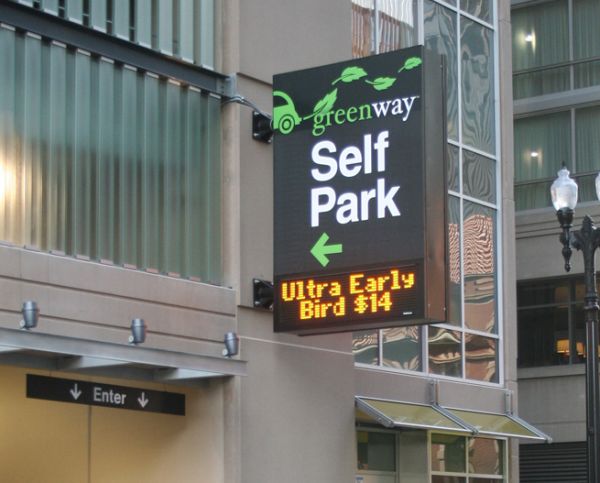 greenway
Self
Park
Ultra Early
Bird $14
Enter